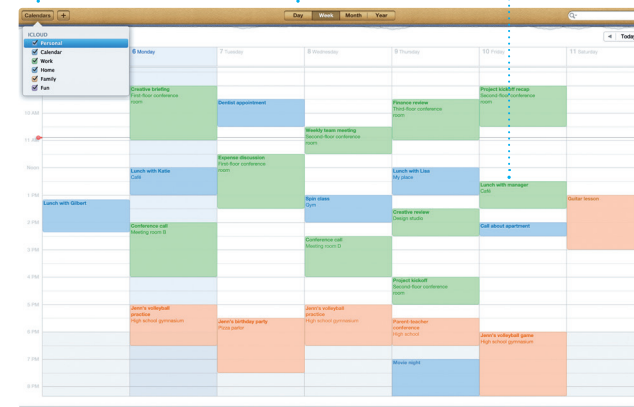 Calendars +
Day Week Month Year
ICLOUD
Personal
Calendar
Work
Home
Family
Fun
< Toda
6 Monday
7 Tuesday
8 Wednesday
9 Thursday
10 Friday
11 Saturday
10 AM
11 AM
Noon
1 PM
2 PM
3 PM
4 PM
5 PM
6 PM
7 PM
8 PM
Lunch with Gilbert
Creative briefing
First-floor conference
room
Lunch with Katie
Café
Conference call
Meeting room B
Jenn's volleyball
practice
High school gymnasium
Dentist appointment
Expense discussion
First-floor conference
room
Jenn's birthday party
Pizza parlor
Weekly team meeting
Second-floor conference
room
Spin class
Gym
Conference call
Meeting room D
Jenn's volleyball
practice
High school gymnasium
Finance review
Third-floor conference
room
Lunch with Lisa
My place
Creative review
Design studio
Project kickoff
Second-floor conference
room
Parent-teacher
conference
High school
Movie night
Project kickoff recap
Second-floor conference
room
Lunch with manager
Café
Call about apartment
Jenn's volleyball game
High school gymnasium
Guitar lesson